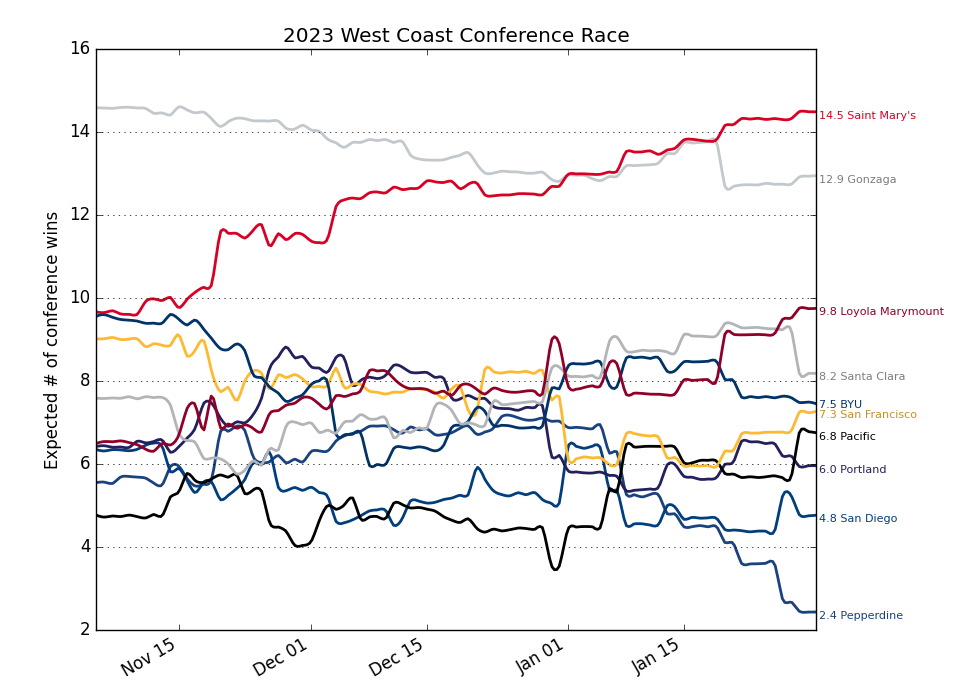 2023 West Coast Conference Race
Expected # of conference wins
16
14
12
10
8
6
4
2
Nov 15
Dec 01
Dec 15
Jan 01
Jan 15
14.5 Saint Mary's
12.9 Gonzaga
9.8 Loyola Marymount
8.2 Santa Clara
7.5 BYU
7.3 San Francisco
6.8 Pacific
6.0 Portland
4.8 San Diego
2.4 Pepperdine